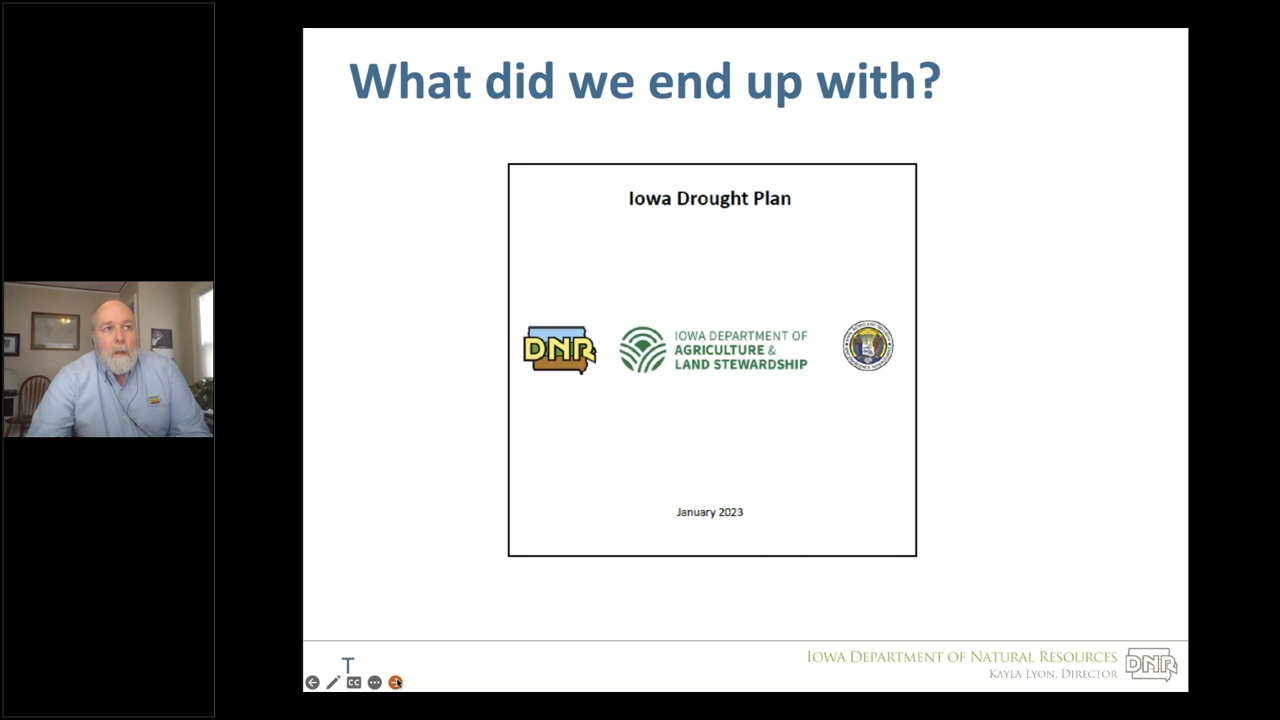 What did we end up with?
Iowa Drought Plan
DNR
IOWA DEPARTMENT OF
AGRICULTURE &
LAND STEWARDSHIP
January 2023
T
CC
IOWA DEPARTMENT OF NATURAL RESOURCES
KAYLA LYON, DIRECTOR
DNR